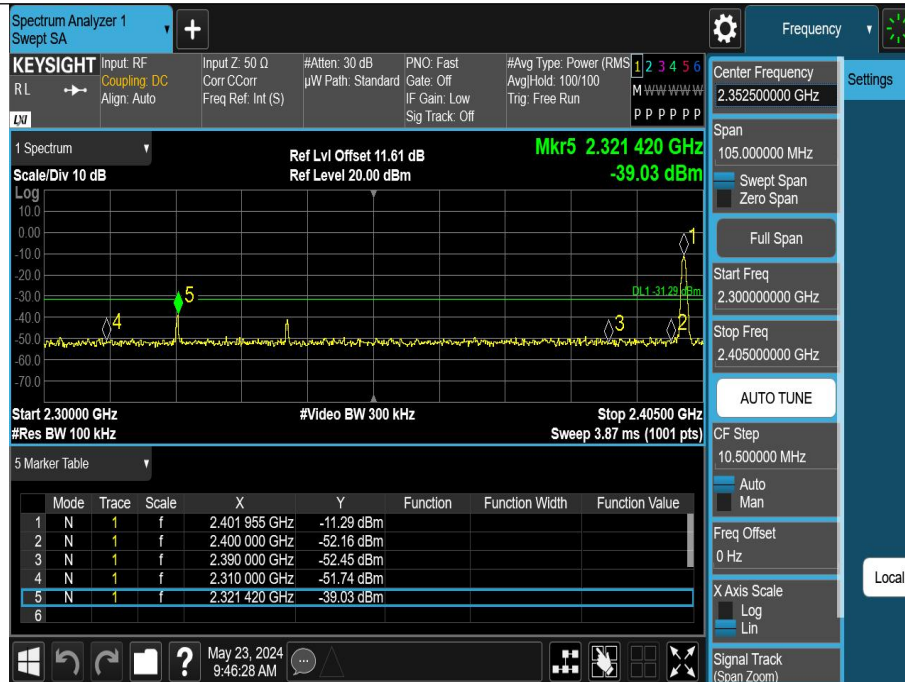 Spectrum Analyzer 1
Swept SA
Frequency
KEYSIGHT
RL
LXI
Input: RF
Coupling: DC
Align: Auto
Input Z: 50 Ω
Corr CCorr
Freq Ref: Int (S)
#Atten: 30 dB
µW Path: Standard
PNO: Fast
Gate: Off
IF Gain: Low
Sig Track: Off
#Avg Type: Power (RMS
Avg|Hold: 100/100
Trig: Free Run
1 2 3 4 5 6
M W W W W W
P P P P P P
1 Spectrum
Scale/Div 10 dB
Ref Lvl Offset 11.61 dB
Ref Level 20.00 dBm
Mkr5 2.321 420 GHz
-39.03 dBm
Log
10.0
0.00
-10.0
-20.0
-30.0
-40.0
-50.0
-60.0
-70.0
1
5
DL1 -31.29 dBm
4
3
2
Start 2.30000 GHz
#Res BW 100 kHz
#Video BW 300 kHz
Stop 2.40500 GHz
Sweep 3.87 ms (1001 pts)
5 Marker Table
Mode Trace Scale X Y Function Function Width Function Value
1 N 1 f 2.401 955 GHz -11.29 dBm
2 N 1 f 2.400 000 GHz -52.16 dBm
3 N 1 f 2.390 000 GHz -52.45 dBm
4 N 1 f 2.310 000 GHz -51.74 dBm
5 N 1 f 2.321 420 GHz -39.03 dBm
6
May 23, 2024
9:46:28 AM
Center Frequency
2.352500000 GHz
Settings
Span
105.000000 MHz
Swept Span
Zero Span
Full Span
Start Freq
2.300000000 GHz
Stop Freq
2.405000000 GHz
AUTO TUNE
CF Step
10.500000 MHz
Auto
Man
Freq Offset
0 Hz
Local
X Axis Scale
Log
Lin
Signal Track
(Span Zoom)